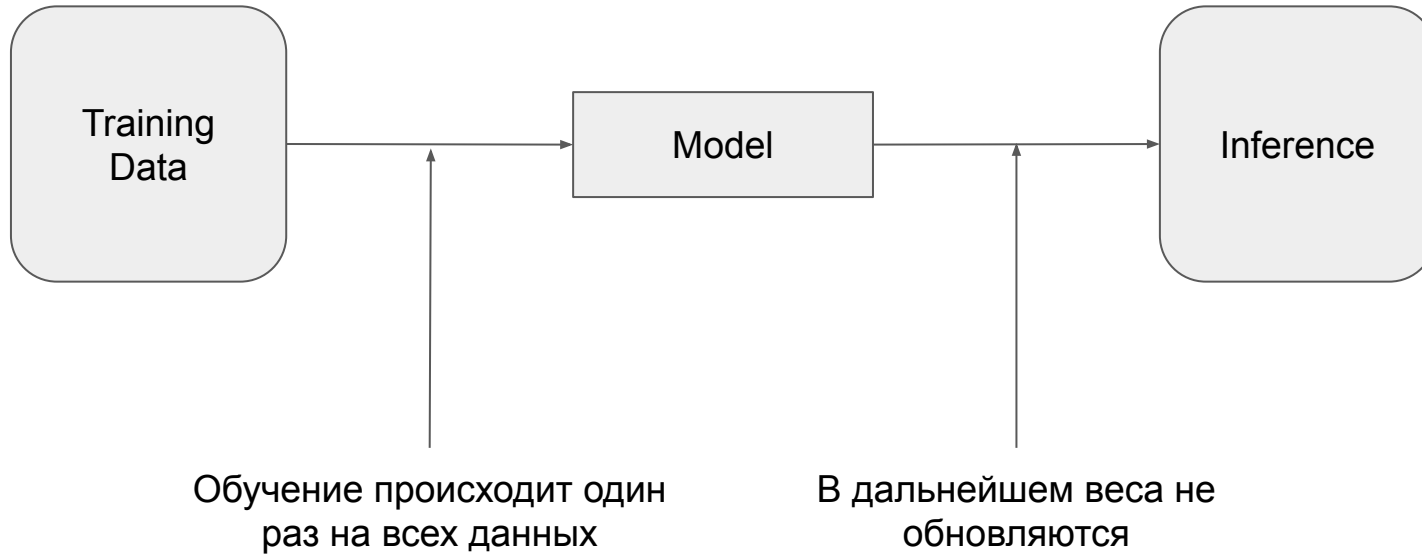 Training
Data
Model
Inference
Обучение происходит один
раз на всех данных
В дальнейшем веса не
обновляются